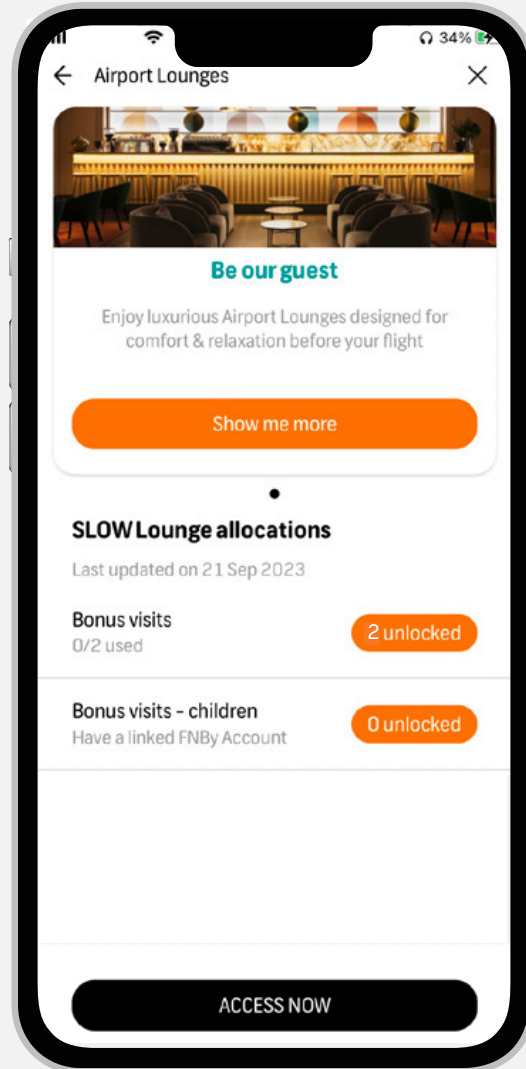 34%
Airport Lounges
Be our guest
Enjoy luxurious Airport Lounges designed for
comfort & relaxation before your flight
Show me more
SLOW Lounge allocations
Last updated on 21 Sep 2023
Bonus visits
0/2 used
2 unlocked
Bonus visits - children
Have a linked FNBy Account
0 unlocked
ACCESS NOW